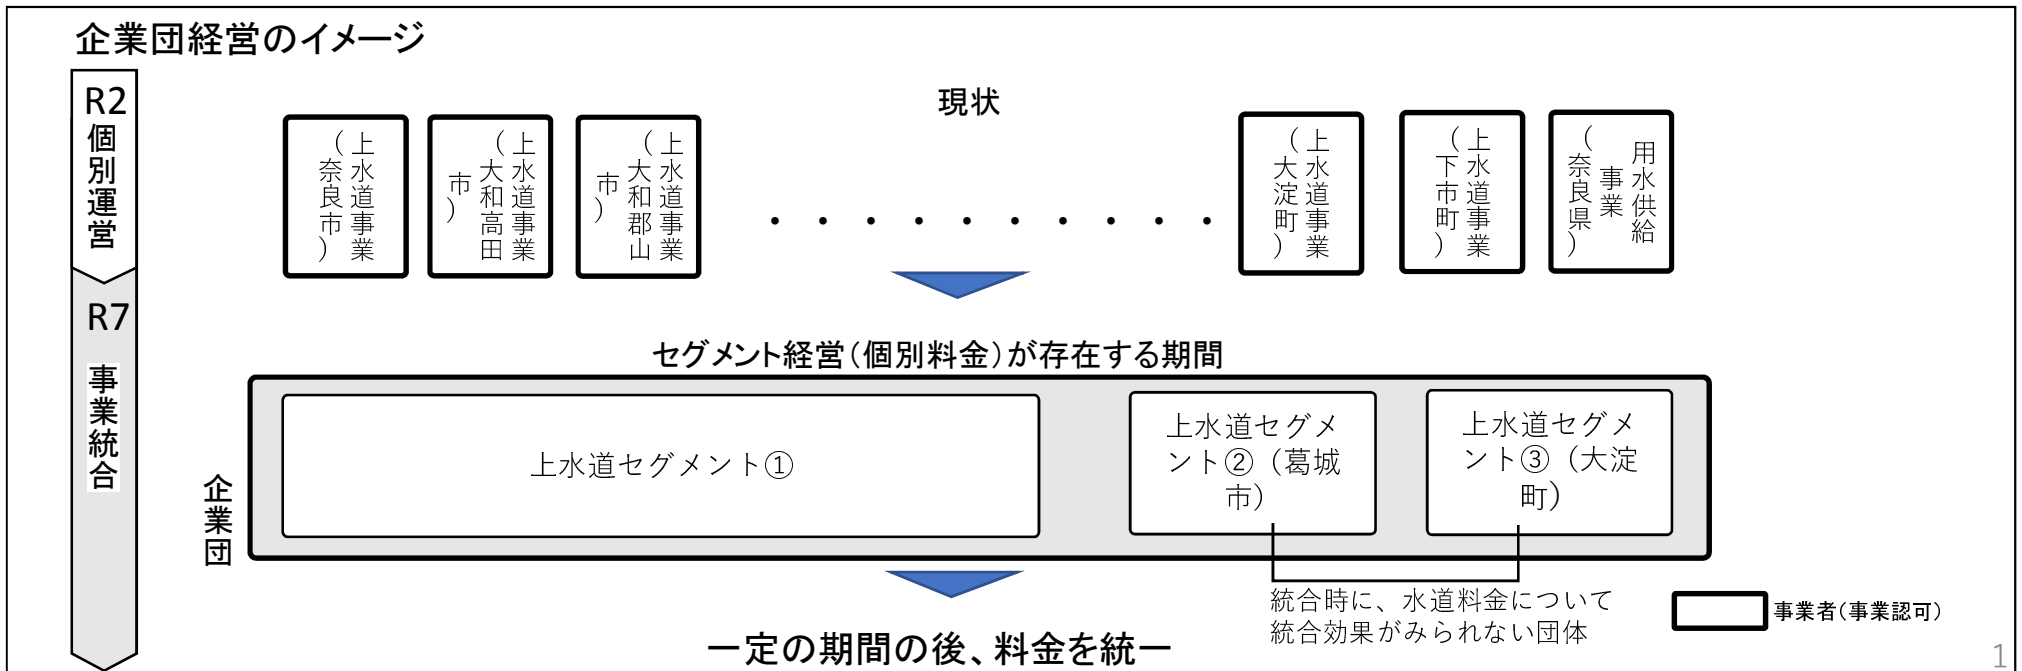 企業団経営のイメージ
R2
個別運営
現状
上水道事業
(奈良市)
上水道事業
(大和高田
市)
上水道事業
(大和郡山
市)
・・・・・・・・・・
上水道事業
(大淀町)
上水道事業
(下市町)
用水供給
事業
(奈良県)
R7
事業統合
セグメント経営(個別料金)が存在する期間
企業団
上水道セグメント①
上水道セグメ
ント②(葛城
市)
上水道セグメ
ント③(大淀
町)
統合時に、水道料金について
統合効果がみられない団体
事業者(事業認可)
一定の期間の後、料金を統一
1